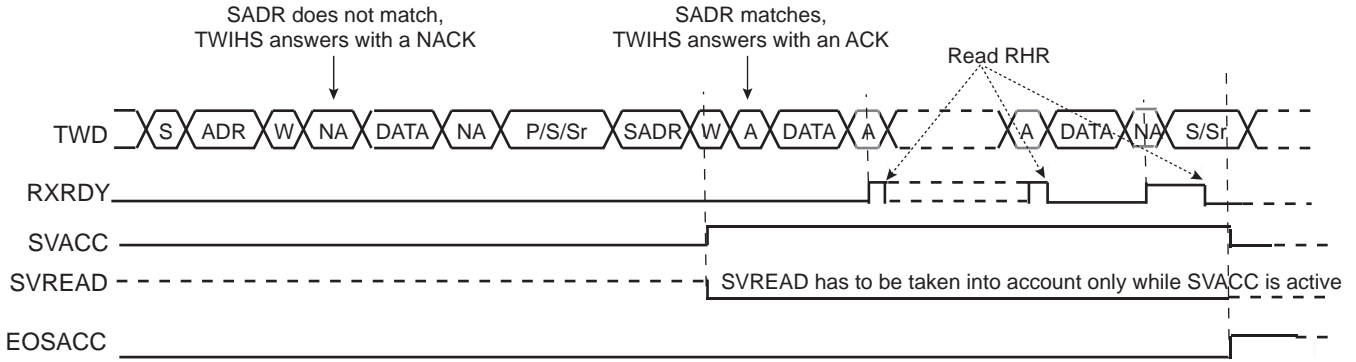 SADR does not match,
TWIHS answers with a NACK
SADR matches,
TWIHS answers with an ACK
Read RHR
TWD S ADR W NA DATA NA P/S/Sr SADR W A DATA A A DATA NA S/Sr
RXRDY
SVACC
SVREAD SVREAD has to be taken into account only while SVACC is active
EOSACC